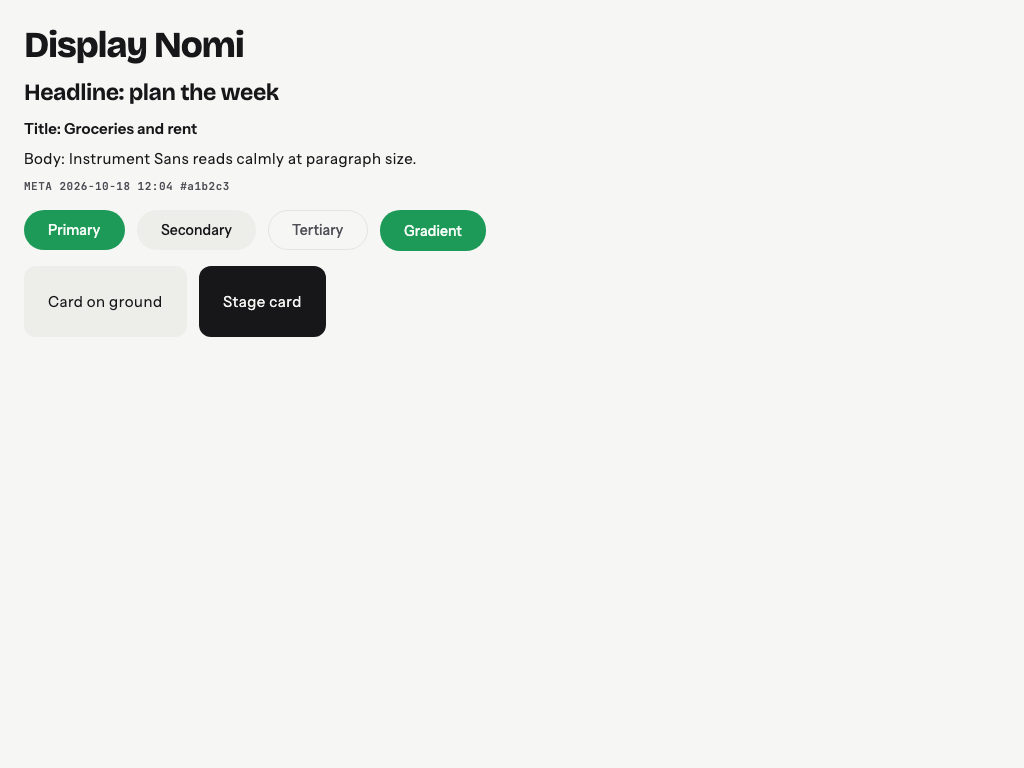 Display Nomi
Headline: plan the week
Title: Groceries and rent
Body: Instrument Sans reads calmly at paragraph size.
META 2026-10-18 12:04 #a1b2c3
Primary Secondary Tertiary Gradient
Card on ground Stage card